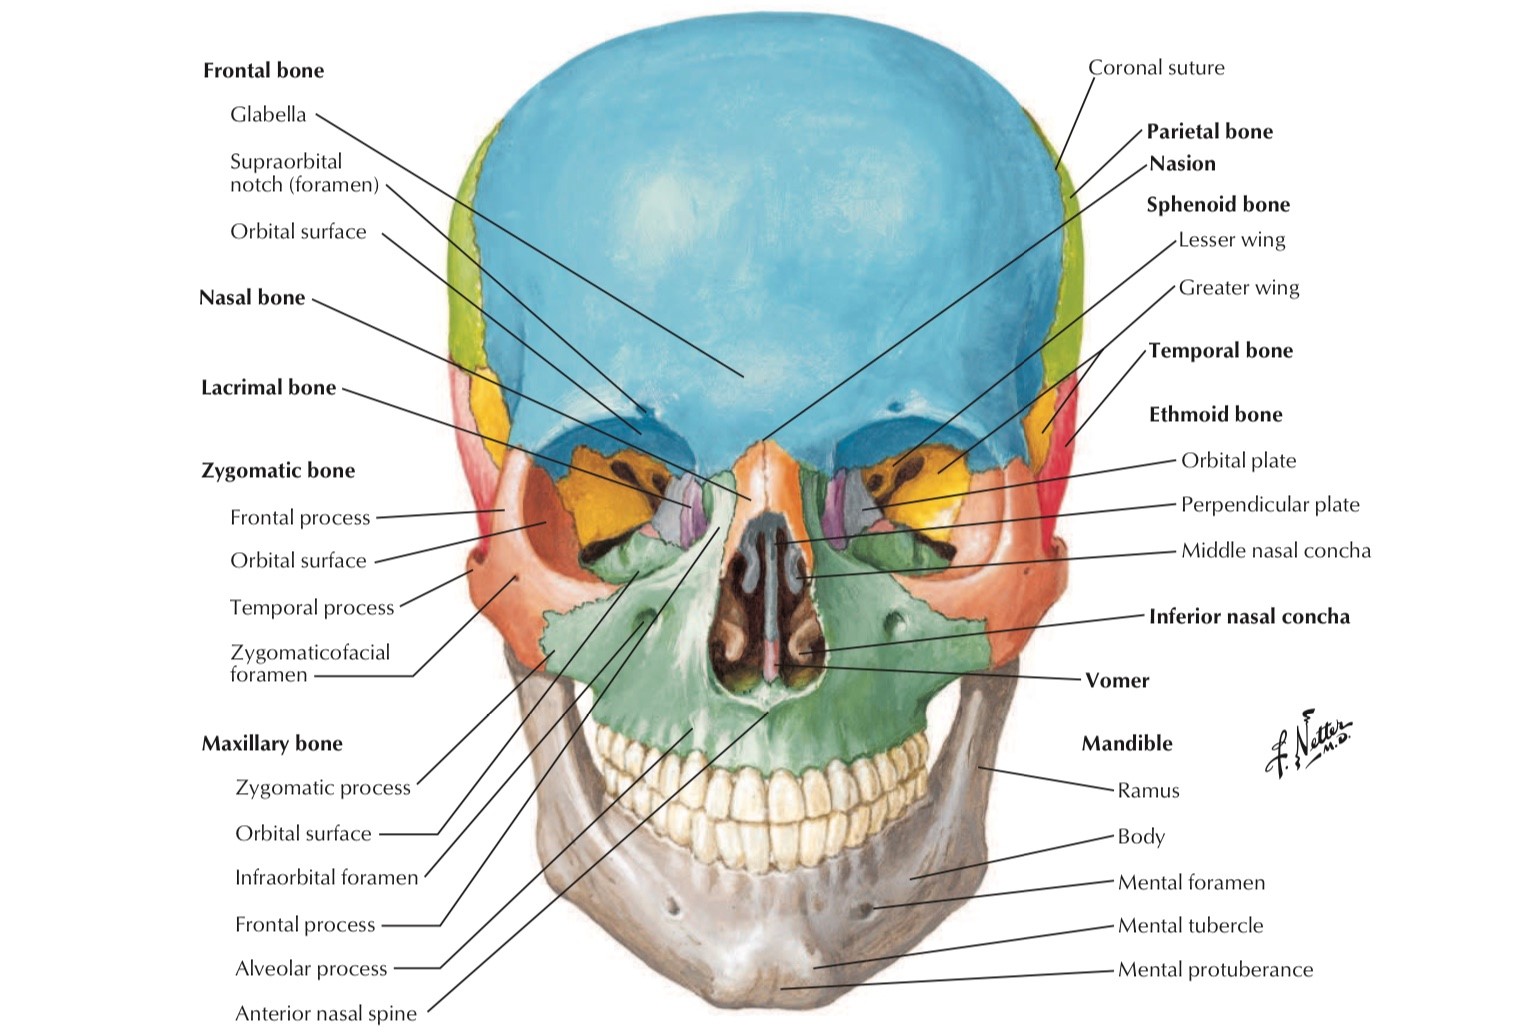 Frontal bone
Glabella
Supraorbital
notch (foramen)
Orbital surface
Nasal bone
Lacrimal bone
Zygomatic bone
Frontal process
Orbital surface
Temporal process
Zygomaticofacial
foramen
Maxillary bone
Zygomatic process
Orbital surface
Infraorbital foramen
Frontal process
Alveolar process
Anterior nasal spine
Coronal suture
Parietal bone
Nasion
Sphenoid bone
Lesser wing
Greater wing
Temporal bone
Ethmoid bone
Orbital plate
Perpendicular plate
Middle nasal concha
Inferior nasal concha
Vomer
Mandible
Ramus
Body
Mental foramen
Mental tubercle
Mental protuberance
F. Netter
M.D.